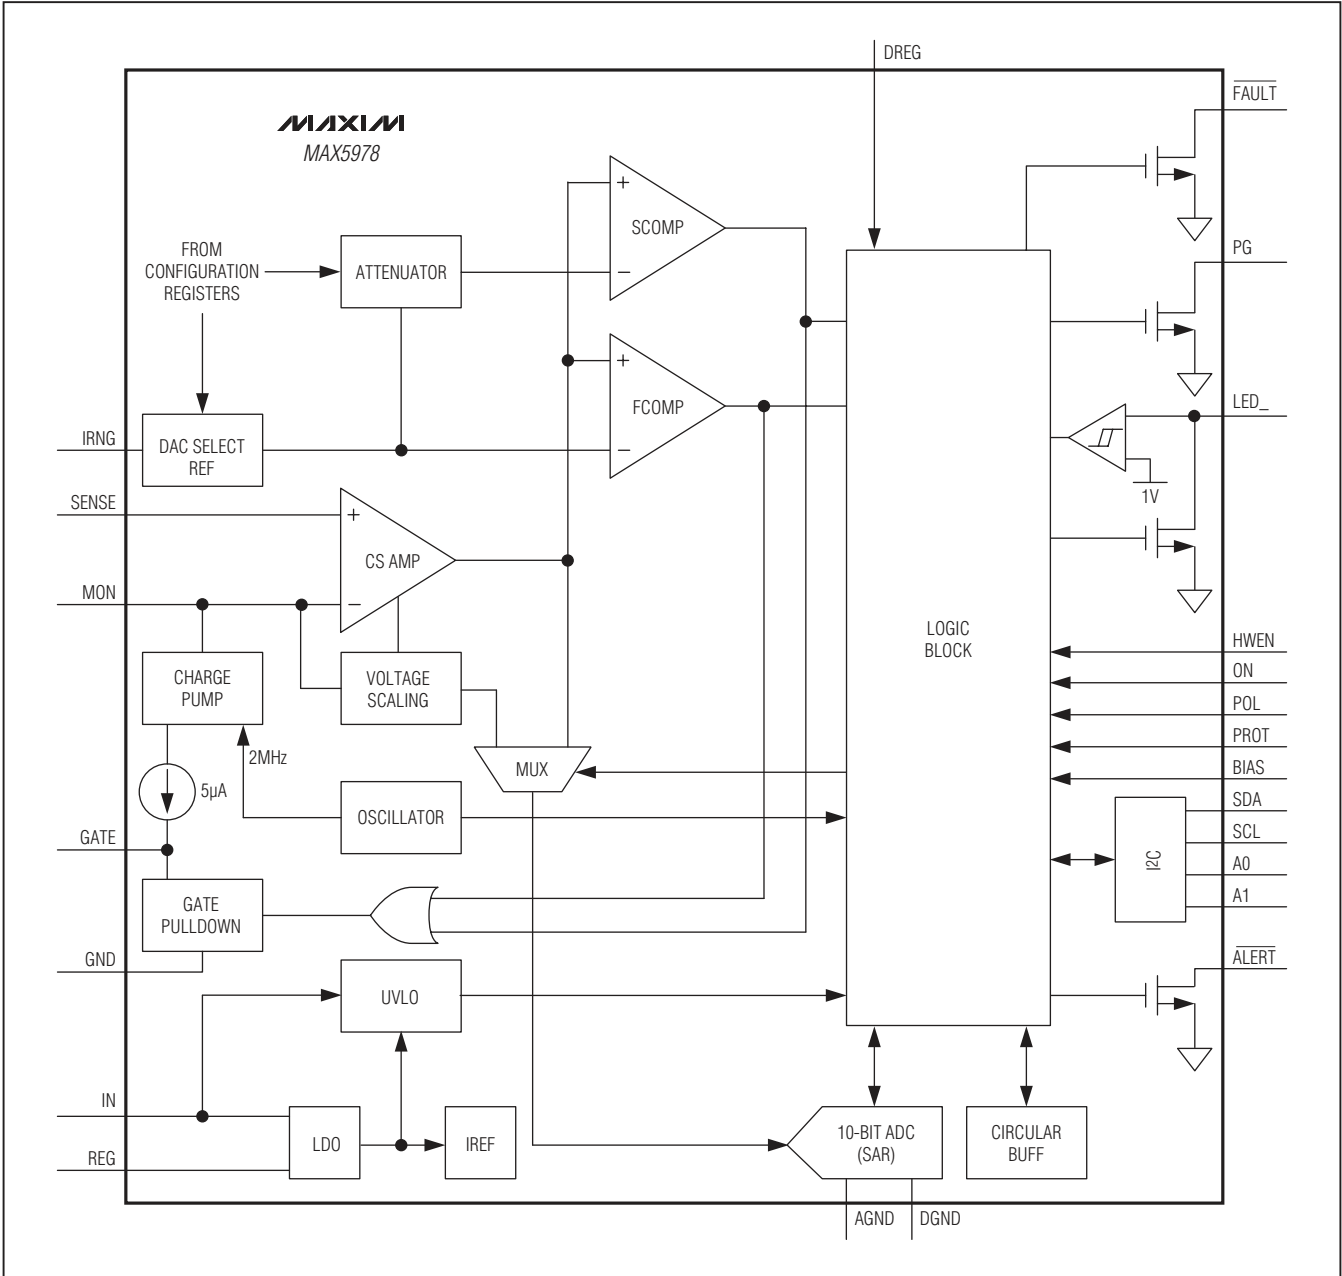 DREG
FAULT
MAXIM
MAX5978
SCOMP
+
−
FROM
CONFIGURATION
REGISTERS
ATTENUATOR
PG
FCOMP
+
−
LED_
IRNG
DAC SELECT
REF
1V
SENSE
+
CS AMP
−
MON
LOGIC
BLOCK
HWEN
ON
POL
PROT
BIAS
CHARGE
PUMP
VOLTAGE
SCALING
2MHz
MUX
5µA
OSCILLATOR
SDA
SCL
A0
A1
I²C
GATE
GATE
PULLDOWN
GND
ALERT
UVLO
IN
LDO
IREF
REG
10-BIT ADC
(SAR)
CIRCULAR
BUFF
AGND
DGND